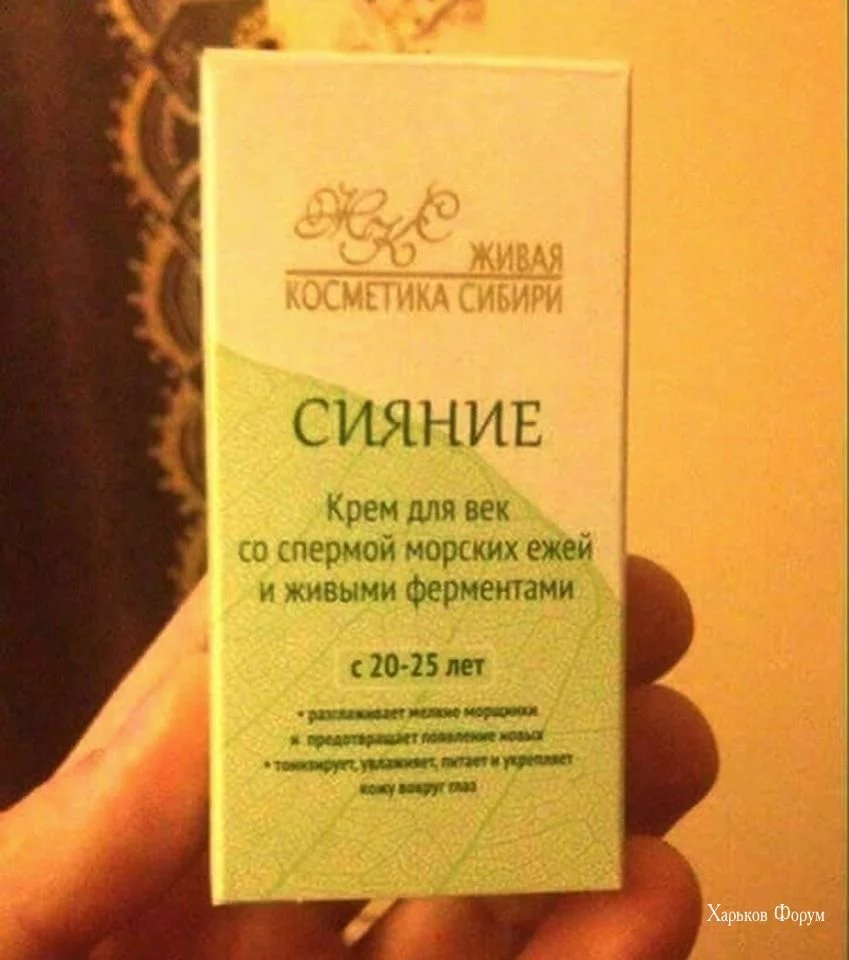 ЖКС
ЖИВАЯ
КОСМЕТИКА СИБИРИ
СИЯНИЕ
Крем для век
со спермой морских ежей
и живыми ферментами
с 20-25 лет
• разглаживает мелкие морщинки
и предотвращает появление новых
• тонизирует, увлажняет, питает и укрепляет
кожу вокруг глаз
Харьков Форум